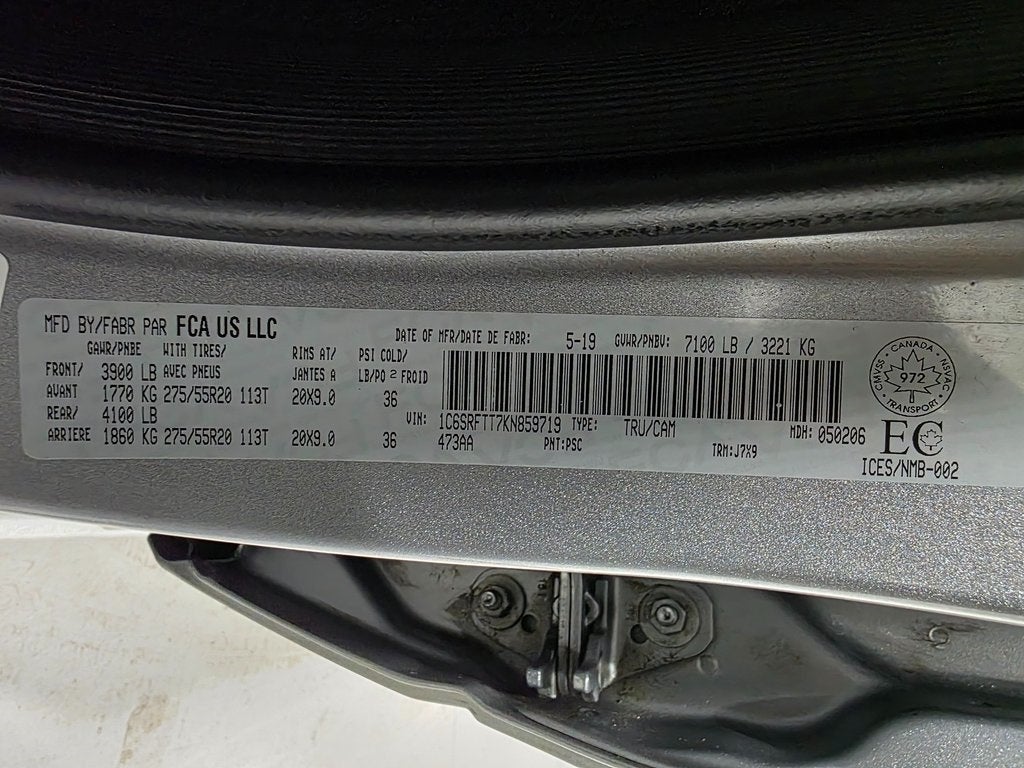 MFD BY/FABR PAR FCA US LLC DATE OF MFR/DATE DE FABR: 5-19 GVWR/PNBV: 7100 LB / 3221 KG
GAWR/PNBE WITH TIRES/ RIMS AT/ PSI COLD/
FRONT/ 3900 LB AVEC PNEUS JANTES A LB/PO² FROID
AVANT 1770 KG 275/55R20 113T 20X9.0 36
REAR/ 4100 LB VIN: 1C6SRFTT7KN859719 TYPE: TRU/CAM MDH: 050206
ARRIERE 1860 KG 275/55R20 113T 20X9.0 36 473AA PNT:PSC TRM:J7X9
CMVSS - CANADA - NSVAC
972
TRANSPORT
EC
ICES/NMB-002